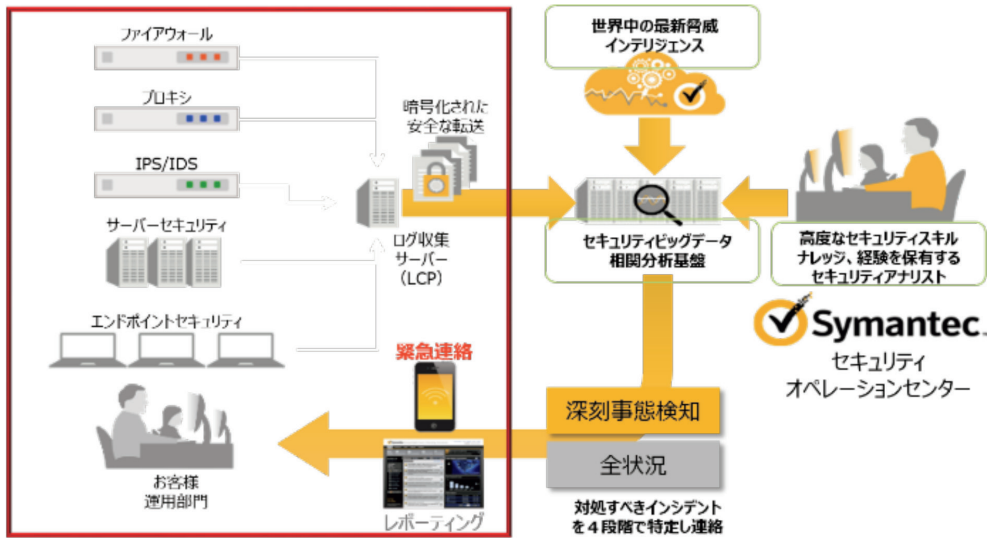 ファイアウォール
プロキシ
IPS/IDS
サーバーセキュリティ
エンドポイントセキュリティ
暗号化された
安全な転送
ログ収集
サーバー
(LCP)
世界中の最新脅威
インテリジェンス
セキュリティビッグデータ
相関分析基盤
高度なセキュリティスキル
ナレッジ、経験を保有する
セキュリティアナリスト
Symantec
セキュリティ
オペレーションセンター
緊急連絡
深刻事態検知
全状況
対処すべきインシデント
を4段階で特定し連絡
レポーティング
お客様
運用部門